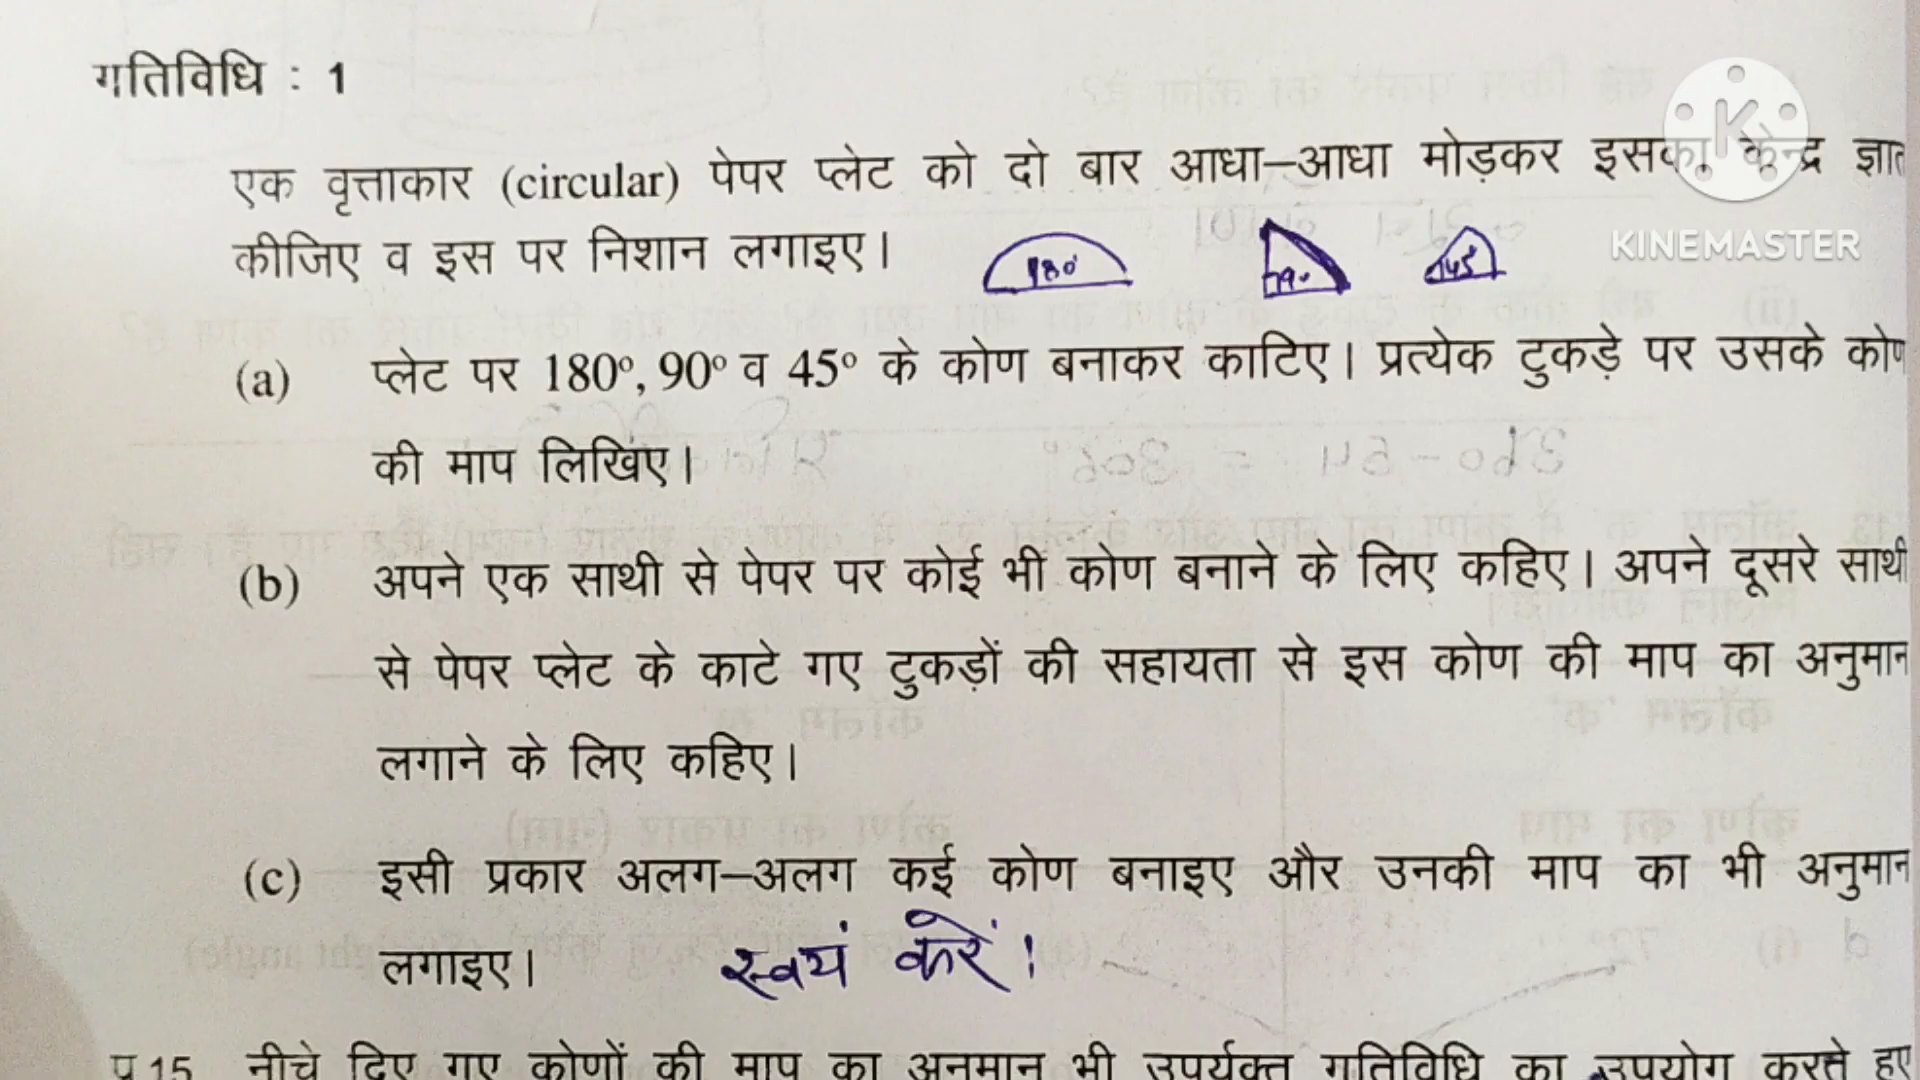 गतिविधि : 1
एक वृत्ताकार (circular) पेपर प्लेट को दो बार आधा–आधा मोड़कर इसका केन्द्र ज्ञात
कीजिए व इस पर निशान लगाइए।
180°
90
45
KINEMASTER
(a) प्लेट पर 180°, 90° व 45° के कोण बनाकर काटिए। प्रत्येक टुकड़े पर उसके कोण
की माप लिखिए।
(b) अपने एक साथी से पेपर पर कोई भी कोण बनाने के लिए कहिए। अपने दूसरे साथी
से पेपर प्लेट के काटे गए टुकड़ों की सहायता से इस कोण की माप का अनुमान
लगाने के लिए कहिए।
(c) इसी प्रकार अलग–अलग कई कोण बनाइए और उनकी माप का भी अनुमान
लगाइए। स्वयं करें।
प्र 15 नीचे दिए गए कोणों की माप का अनुमान भी उपर्युक्त गतिविधि का उपयोग करते हुए